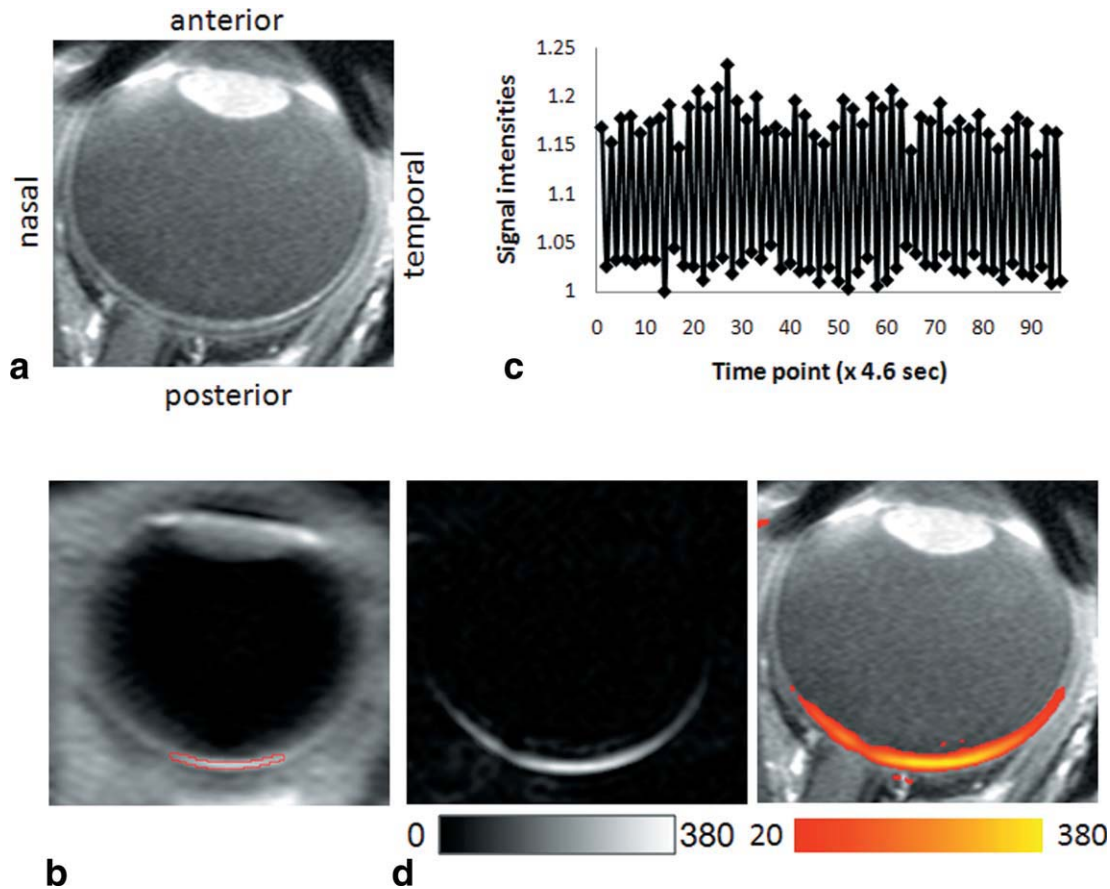 anterior
nasal
temporal
a
posterior
Signal intensities
1.25
1.2
1.15
1.1
1.05
1
0 10 20 30 40 50 60 70 80 90
Time point (x 4.6 sec)
c
b
0 380
20 380
d